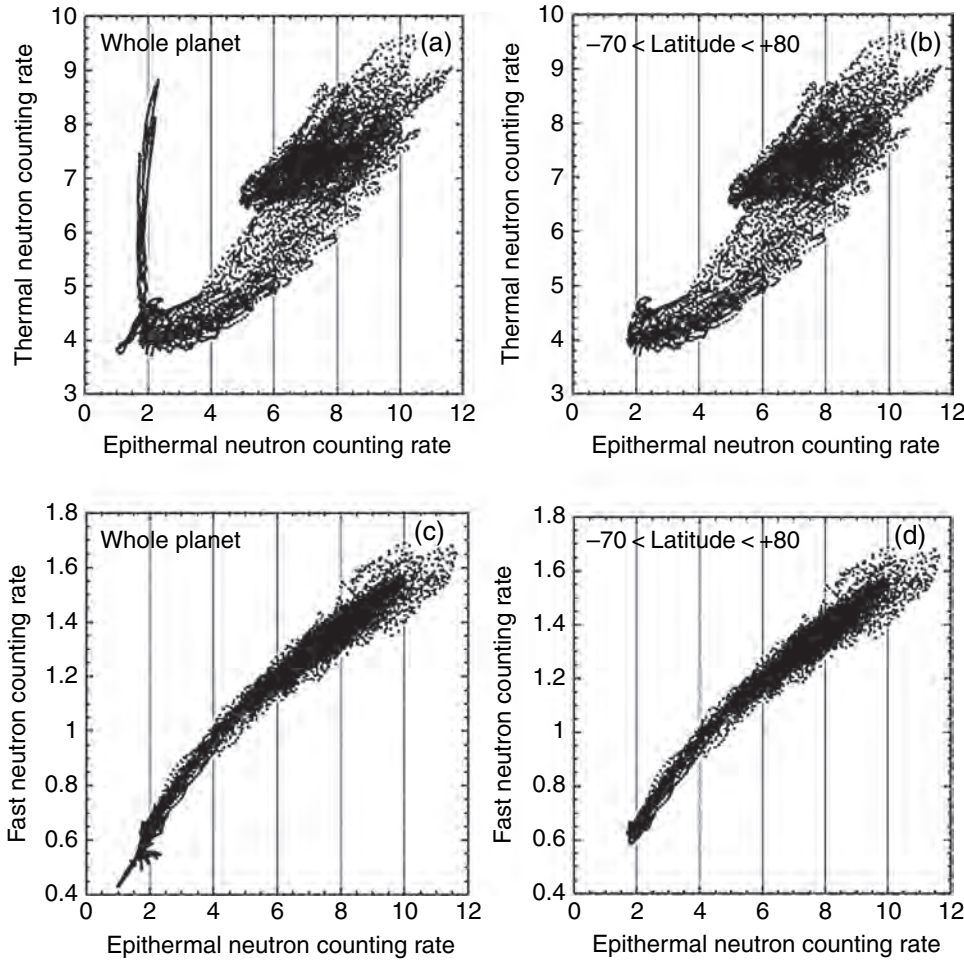 Whole planet
(a)
10
9
8
7
6
5
4
3
Thermal neutron counting rate
0 2 4 6 8 10 12
Epithermal neutron counting rate
–70 < Latitude < +80
(b)
10
9
8
7
6
5
4
3
Thermal neutron counting rate
0 2 4 6 8 10 12
Epithermal neutron counting rate
Whole planet
(c)
1.8
1.6
1.4
1.2
1
0.8
0.6
0.4
Fast neutron counting rate
0 2 4 6 8 10 12
Epithermal neutron counting rate
–70 < Latitude < +80
(d)
1.8
1.6
1.4
1.2
1
0.8
0.6
0.4
Fast neutron counting rate
0 2 4 6 8 10 12
Epithermal neutron counting rate